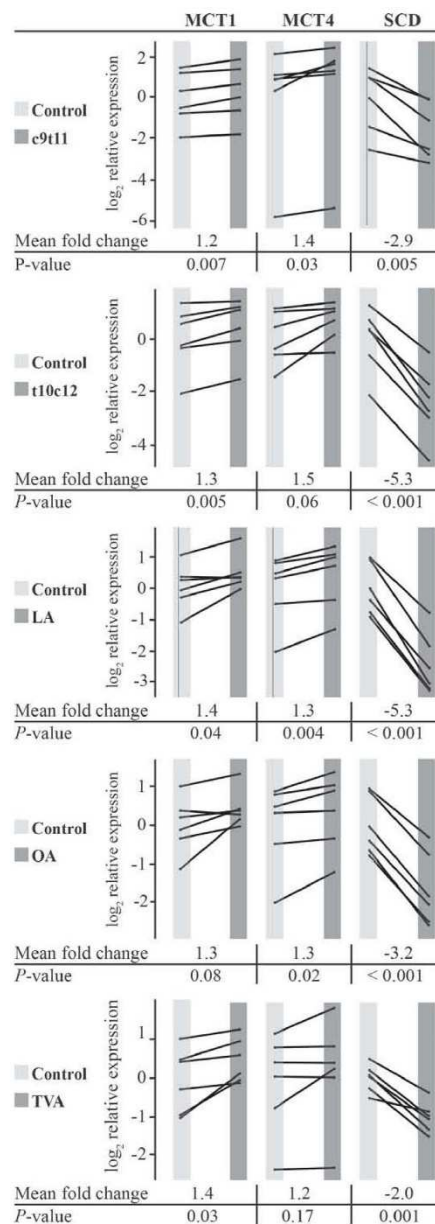 MCT1 MCT4 SCD
log₂ relative expression
2
0
-2
-4
-6
Control
c9t11
Mean fold change 1.2 1.4 -2.9
P-value 0.007 0.03 0.005
log₂ relative expression
0
-2
-4
Control
t10c12
Mean fold change 1.3 1.5 -5.3
P-value 0.005 0.06 < 0.001
log₂ relative expression
1
0
-1
-2
-3
Control
LA
Mean fold change 1.4 1.3 -5.3
P-value 0.04 0.004 < 0.001
log₂ relative expression
1
0
-1
-2
Control
OA
Mean fold change 1.3 1.3 -3.2
P-value 0.08 0.02 < 0.001
log₂ relative expression
1
0
-1
-2
Control
TVA
Mean fold change 1.4 1.2 -2.0
P-value 0.03 0.17 0.001